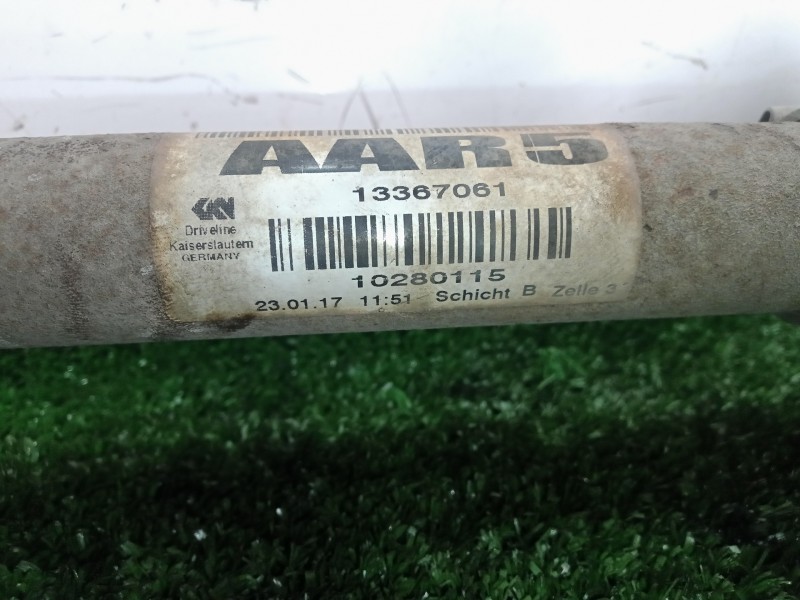 AAR5
13367061
GKN
Driveline
Kaiserslautern
GERMANY
10280115
23.01.17 11:51 Schicht B Zelle 3